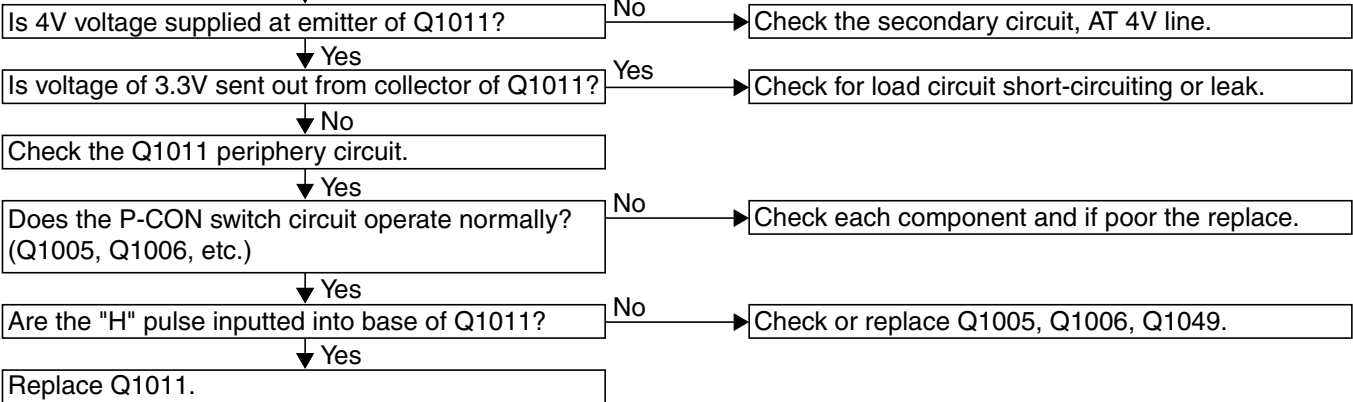 Is 4V voltage supplied at emitter of Q1011?
No
Check the secondary circuit, AT 4V line.
Yes
Is voltage of 3.3V sent out from collector of Q1011?
Yes
Check for load circuit short-circuiting or leak.
No
Check the Q1011 periphery circuit.
Yes
Does the P-CON switch circuit operate normally?
(Q1005, Q1006, etc.)
No
Check each component and if poor the replace.
Yes
Are the "H" pulse inputted into base of Q1011?
No
Check or replace Q1005, Q1006, Q1049.
Yes
Replace Q1011.